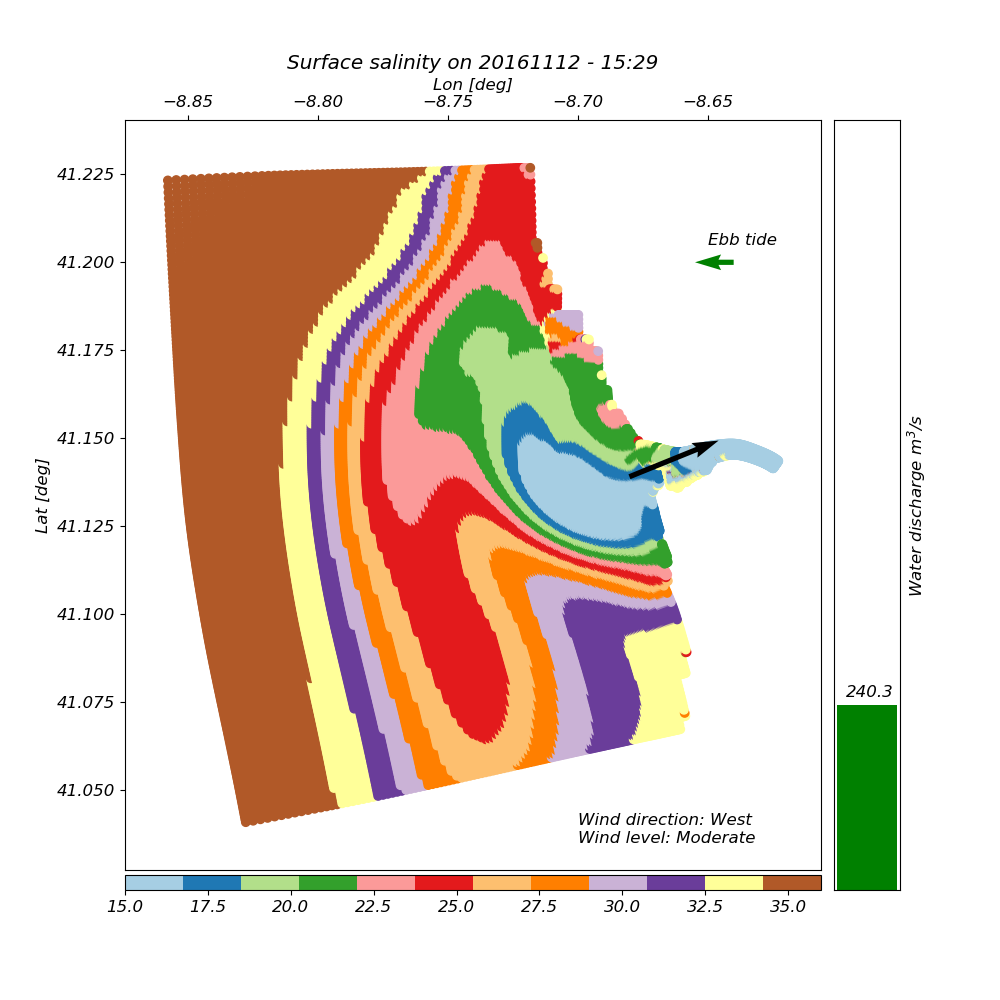 Surface salinity on 20161112 - 15:29
Lon [deg]
−8.85 −8.80 −8.75 −8.70 −8.65
41.225
41.200
41.175
41.150
41.125
41.100
41.075
41.050
Lat [deg]
Ebb tide
Water discharge m³/s
240.3
Wind direction: West
Wind level: Moderate
15.0 17.5 20.0 22.5 25.0 27.5 30.0 32.5 35.0